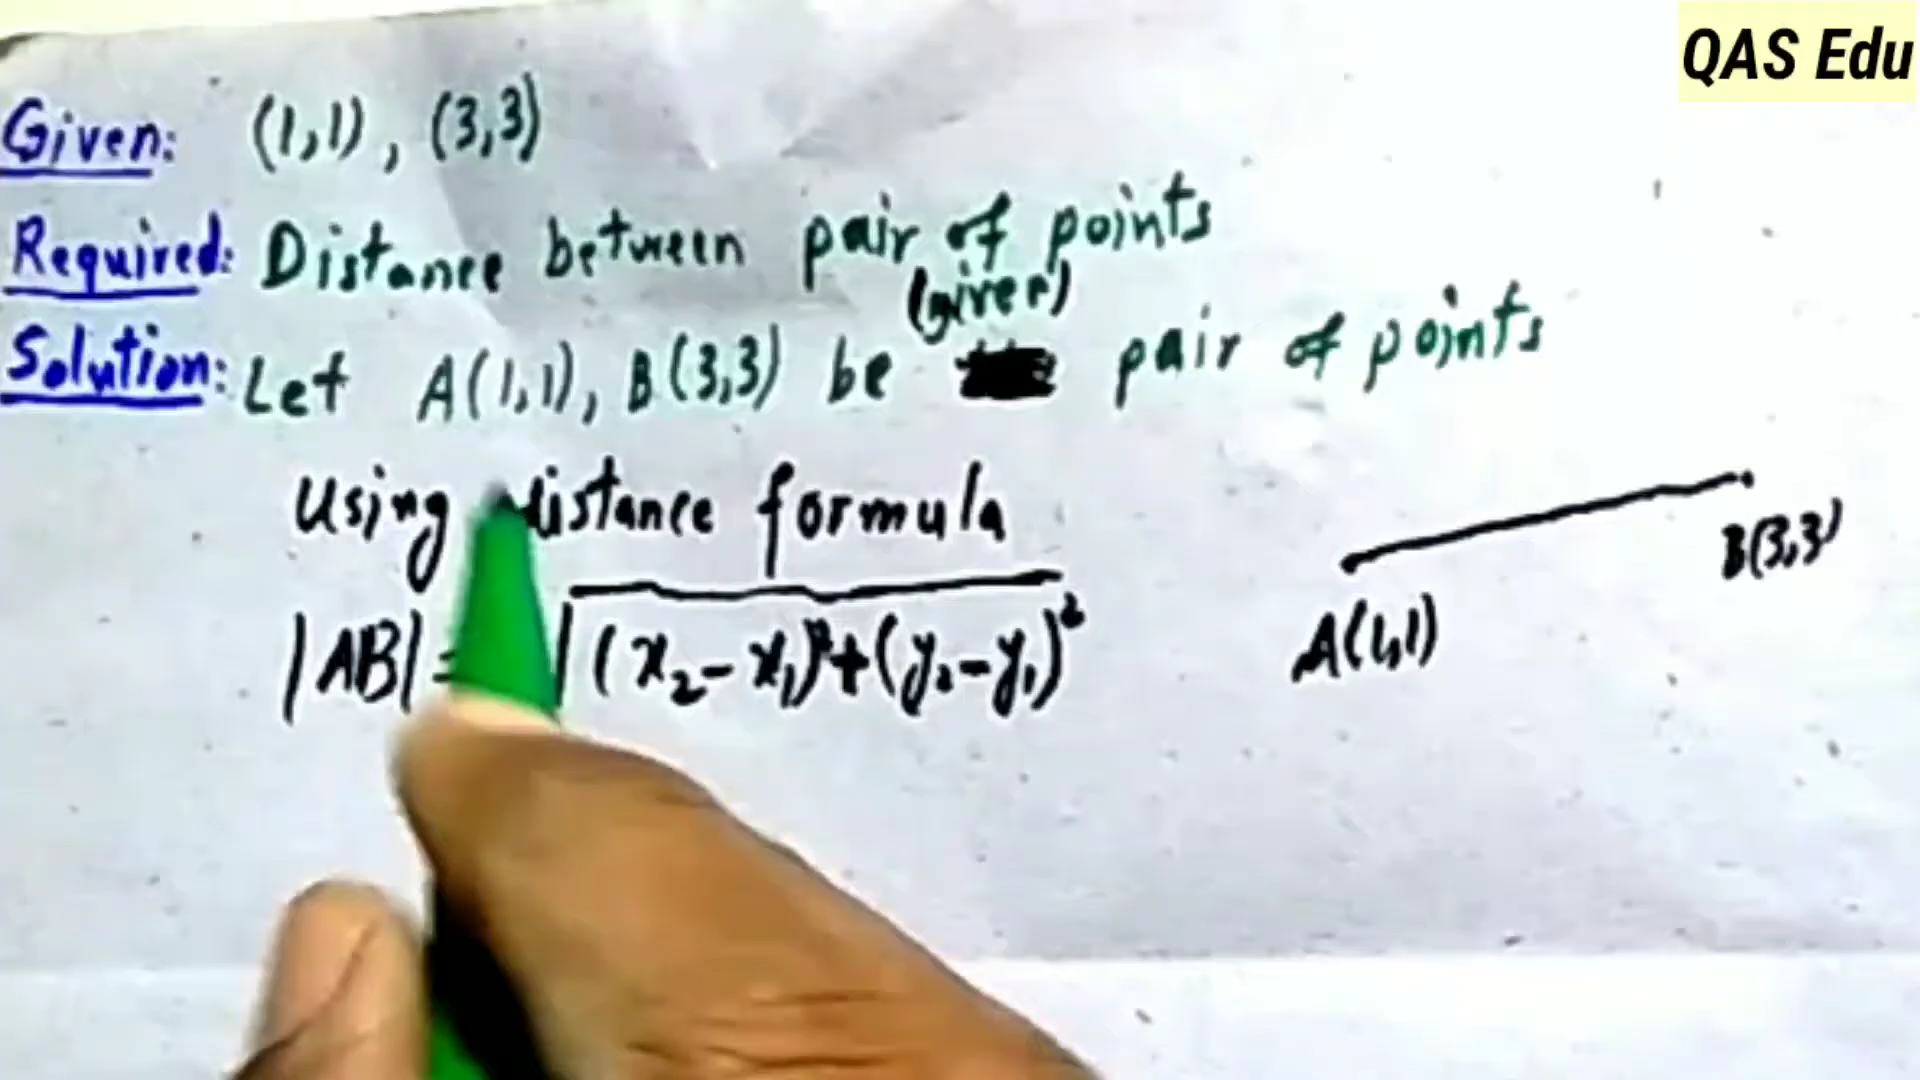 QAS Edu
Given: (1,1), (3,3)
Required: Distance between pair of points
(given)
Solution: Let A(1,1), B(3,3) be pair of points
Using distance formula
|AB| = √(x₂-x₁)²+(y₂-y₁)²
A(1,1)
B(3,3)